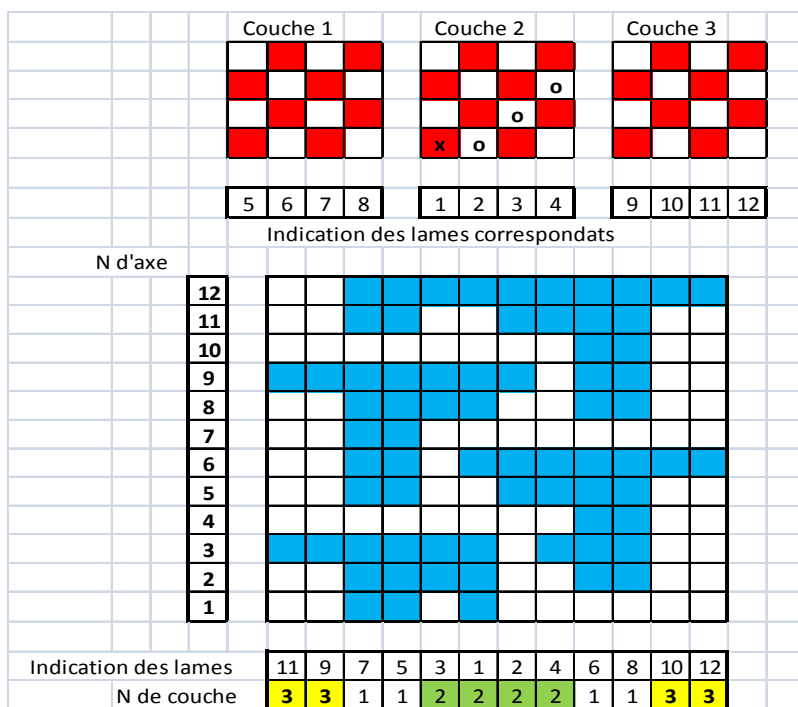 Couche 1 Couche 2 Couche 3
o
o
x o
5 6 7 8 1 2 3 4 9 10 11 12
Indication des lames correspondats
N d'axe
12
11
10
9
8
7
6
5
4
3
2
1
Indication des lames 11 9 7 5 3 1 2 4 6 8 10 12
N de couche 3 3 1 1 2 2 2 2 1 1 3 3